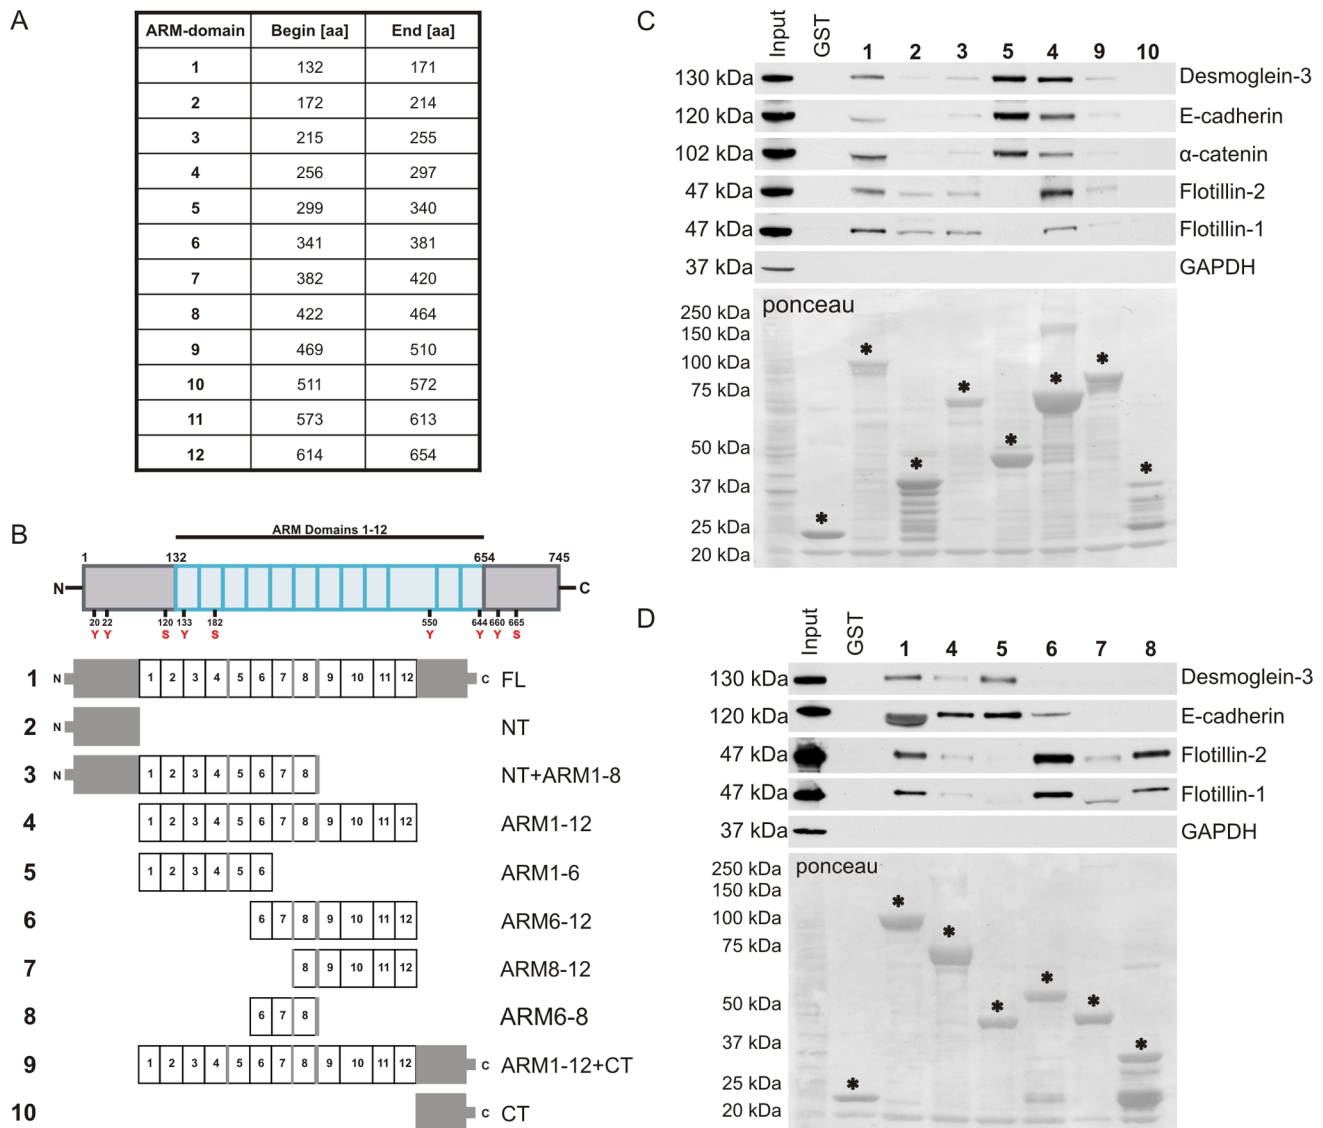 A
ARM-domain Begin [aa] End [aa]
1 132 171
2 172 214
3 215 255
4 256 297
5 299 340
6 341 381
7 382 420
8 422 464
9 469 510
10 511 572
11 573 613
12 614 654
B
ARM Domains 1-12
1 132 654 745
N C
20 22 120 133 182 550 644 660 665
Y Y S Y S Y Y Y S
1 N 1 2 3 4 5 6 7 8 9 10 11 12 C FL
2 N NT
3 N 1 2 3 4 5 6 7 8 NT+ARM1-8
4 1 2 3 4 5 6 7 8 9 10 11 12 ARM1-12
5 1 2 3 4 5 6 ARM1-6
6 6 7 8 9 10 11 12 ARM6-12
7 8 9 10 11 12 ARM8-12
8 6 7 8 ARM6-8
9 1 2 3 4 5 6 7 8 9 10 11 12 C ARM1-12+CT
10 C CT
C
Input GST 1 2 3 5 4 9 10
130 kDa Desmoglein-3
120 kDa E-cadherin
102 kDa α-catenin
47 kDa Flotillin-2
47 kDa Flotillin-1
37 kDa GAPDH
ponceau
250 kDa
150 kDa
100 kDa *
75 kDa * * *
50 kDa *
37 kDa * *
25 kDa *
20 kDa
D
Input GST 1 4 5 6 7 8
130 kDa Desmoglein-3
120 kDa E-cadherin
47 kDa Flotillin-2
47 kDa Flotillin-1
37 kDa GAPDH
ponceau
250 kDa
150 kDa
100 kDa *
75 kDa *
50 kDa * * *
37 kDa *
25 kDa *
20 kDa